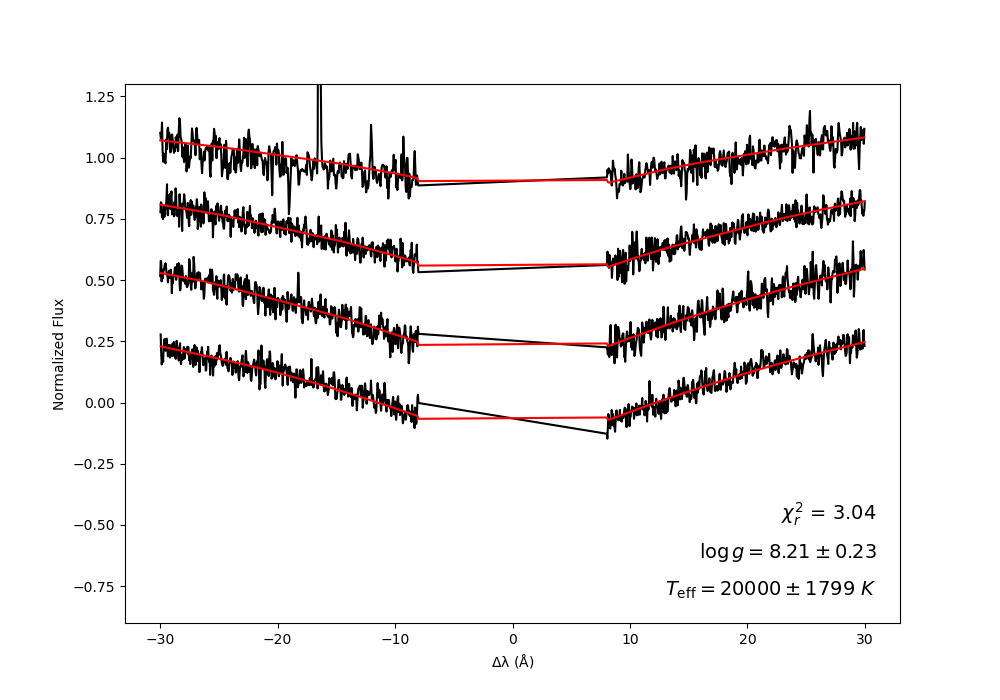 1.25
1.00
0.75
0.50
0.25
0.00
−0.25
−0.50
−0.75
Normalized Flux
χ²ᵣ = 3.04
log g = 8.21 ± 0.23
T_eff = 20000 ± 1799 K
−30 −20 −10 0 10 20 30
Δλ (Å)